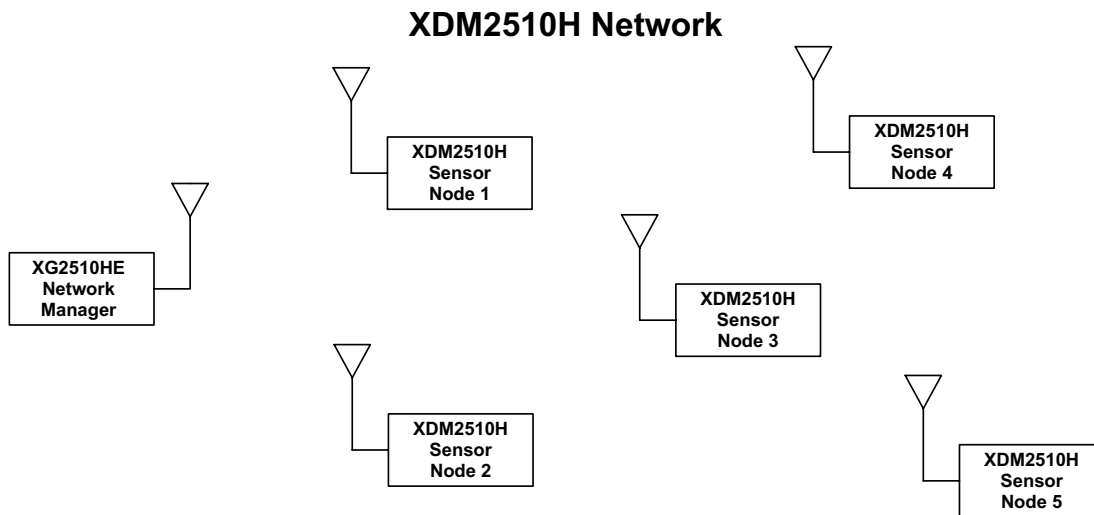 XDM2510H Network
XDM2510H
Sensor
Node 1
XDM2510H
Sensor
Node 4
XG2510HE
Network
Manager
XDM2510H
Sensor
Node 3
XDM2510H
Sensor
Node 2
XDM2510H
Sensor
Node 5